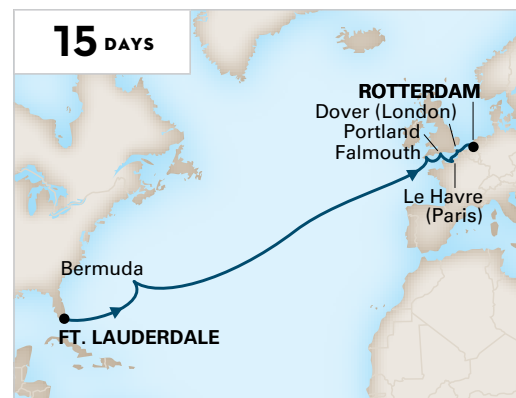 15 DAYS
ROTTERDAM
Dover (London)
Portland
Falmouth
Le Havre
(Paris)
Bermuda
FT. LAUDERDALE